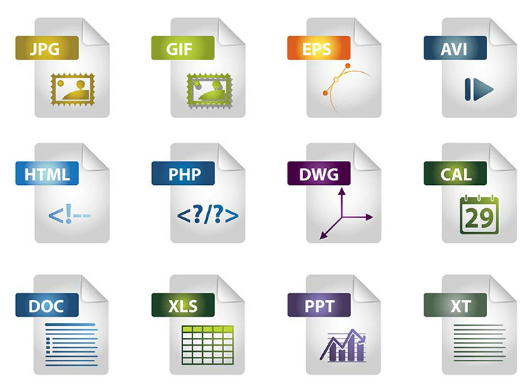 JPG
GIF
EPS
AVI
HTML
<!--
PHP
<?/?>
DWG
CAL
29
DOC
XLS
PPT
XT